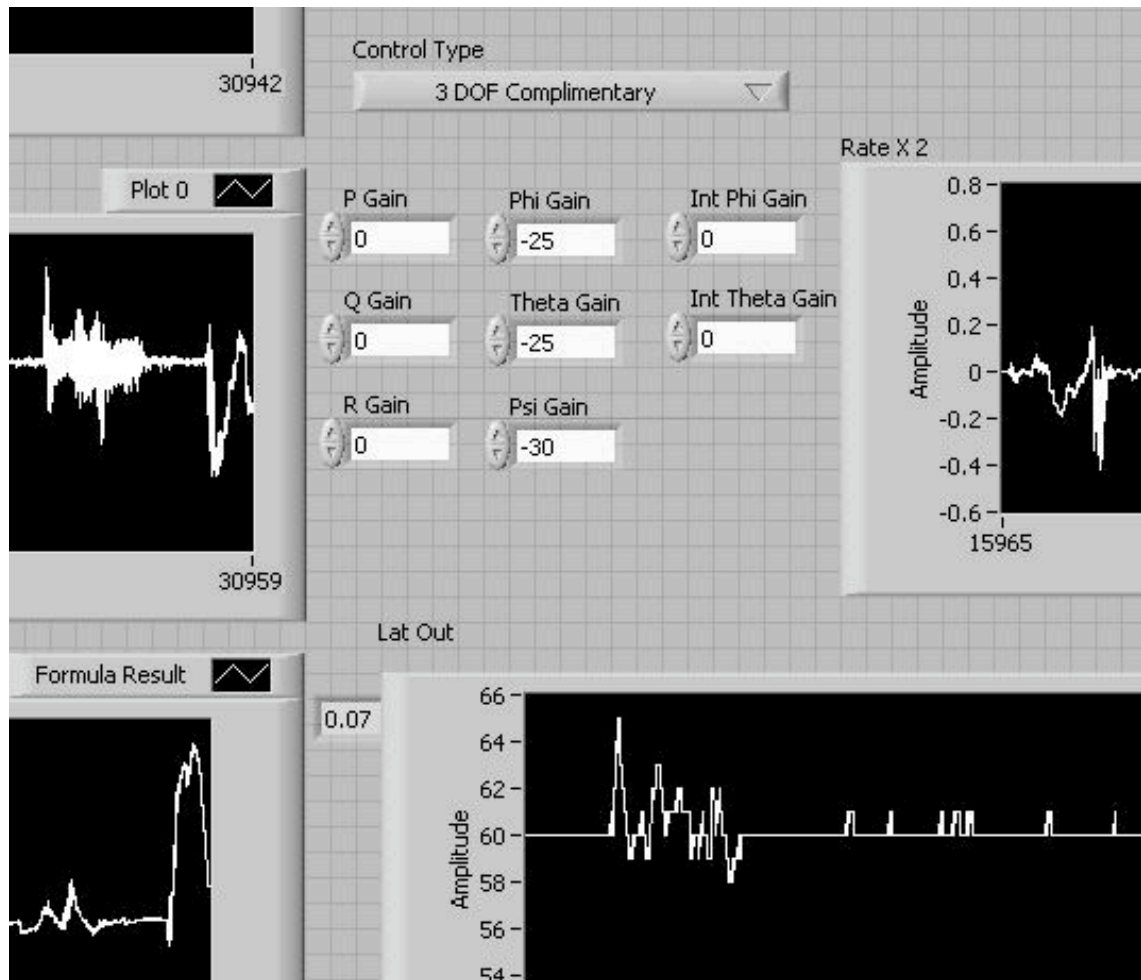 30942
Control Type
3 DOF Complimentary
Plot 0
P Gain
0
Phi Gain
-25
Int Phi Gain
0
Q Gain
0
Theta Gain
-25
Int Theta Gain
0
R Gain
0
Psi Gain
-30
30959
Rate X 2
Amplitude
0.8
0.6
0.4
0.2
0
-0.2
-0.4
-0.6
15965
Formula Result
0.07
Lat Out
Amplitude
66
64
62
60
58
56
54